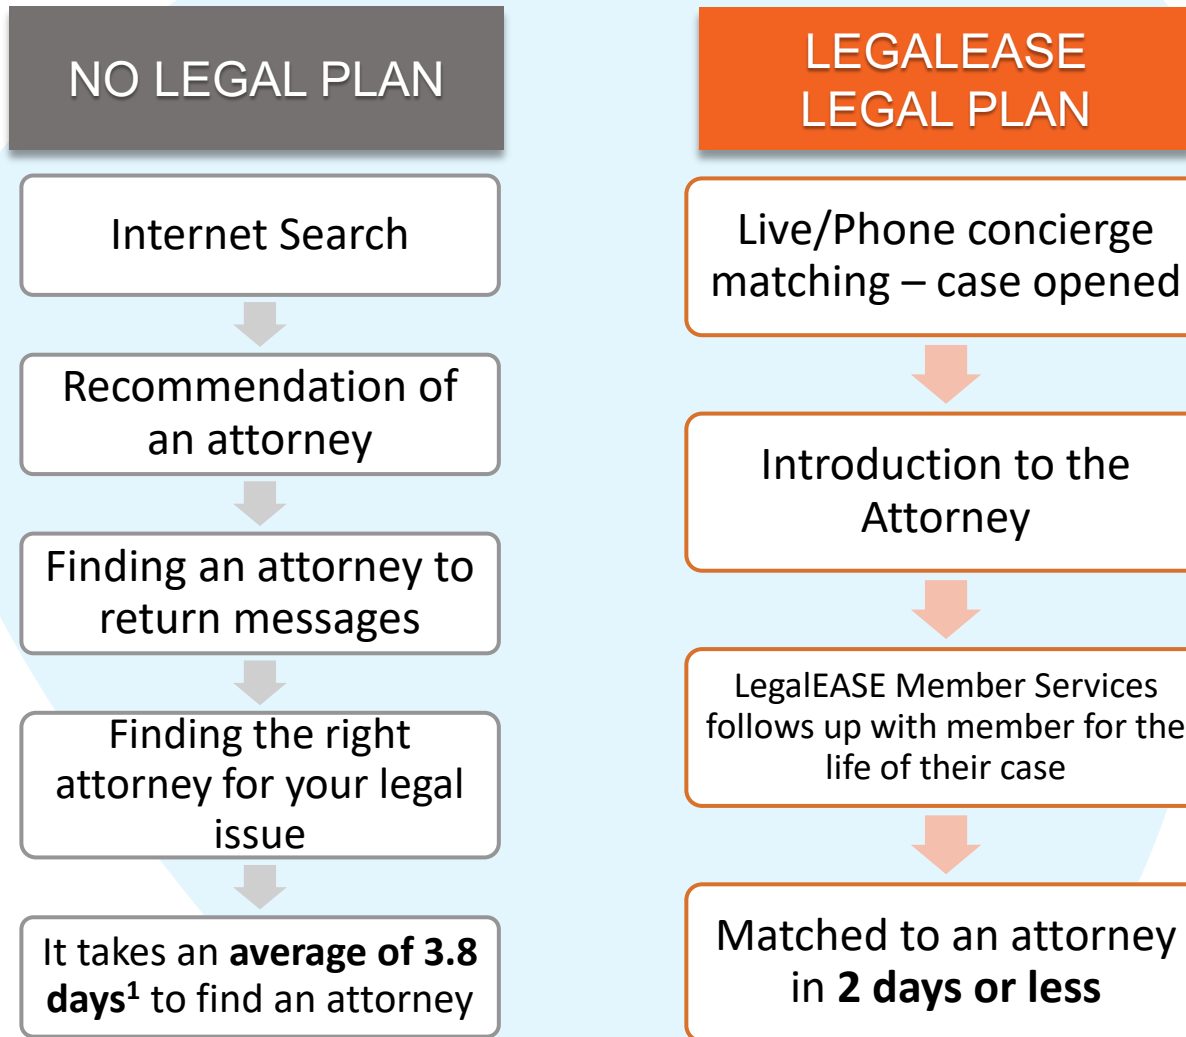 NO LEGAL PLAN
Internet Search
Recommendation of
an attorney
Finding an attorney to
return messages
Finding the right
attorney for your legal
issue
It takes an average of 3.8
days¹ to find an attorney
LEGALEASE
LEGAL PLAN
Live/Phone concierge
matching – case opened
Introduction to the
Attorney
LegalEASE Member Services
follows up with member for the
life of their case
Matched to an attorney
in 2 days or less